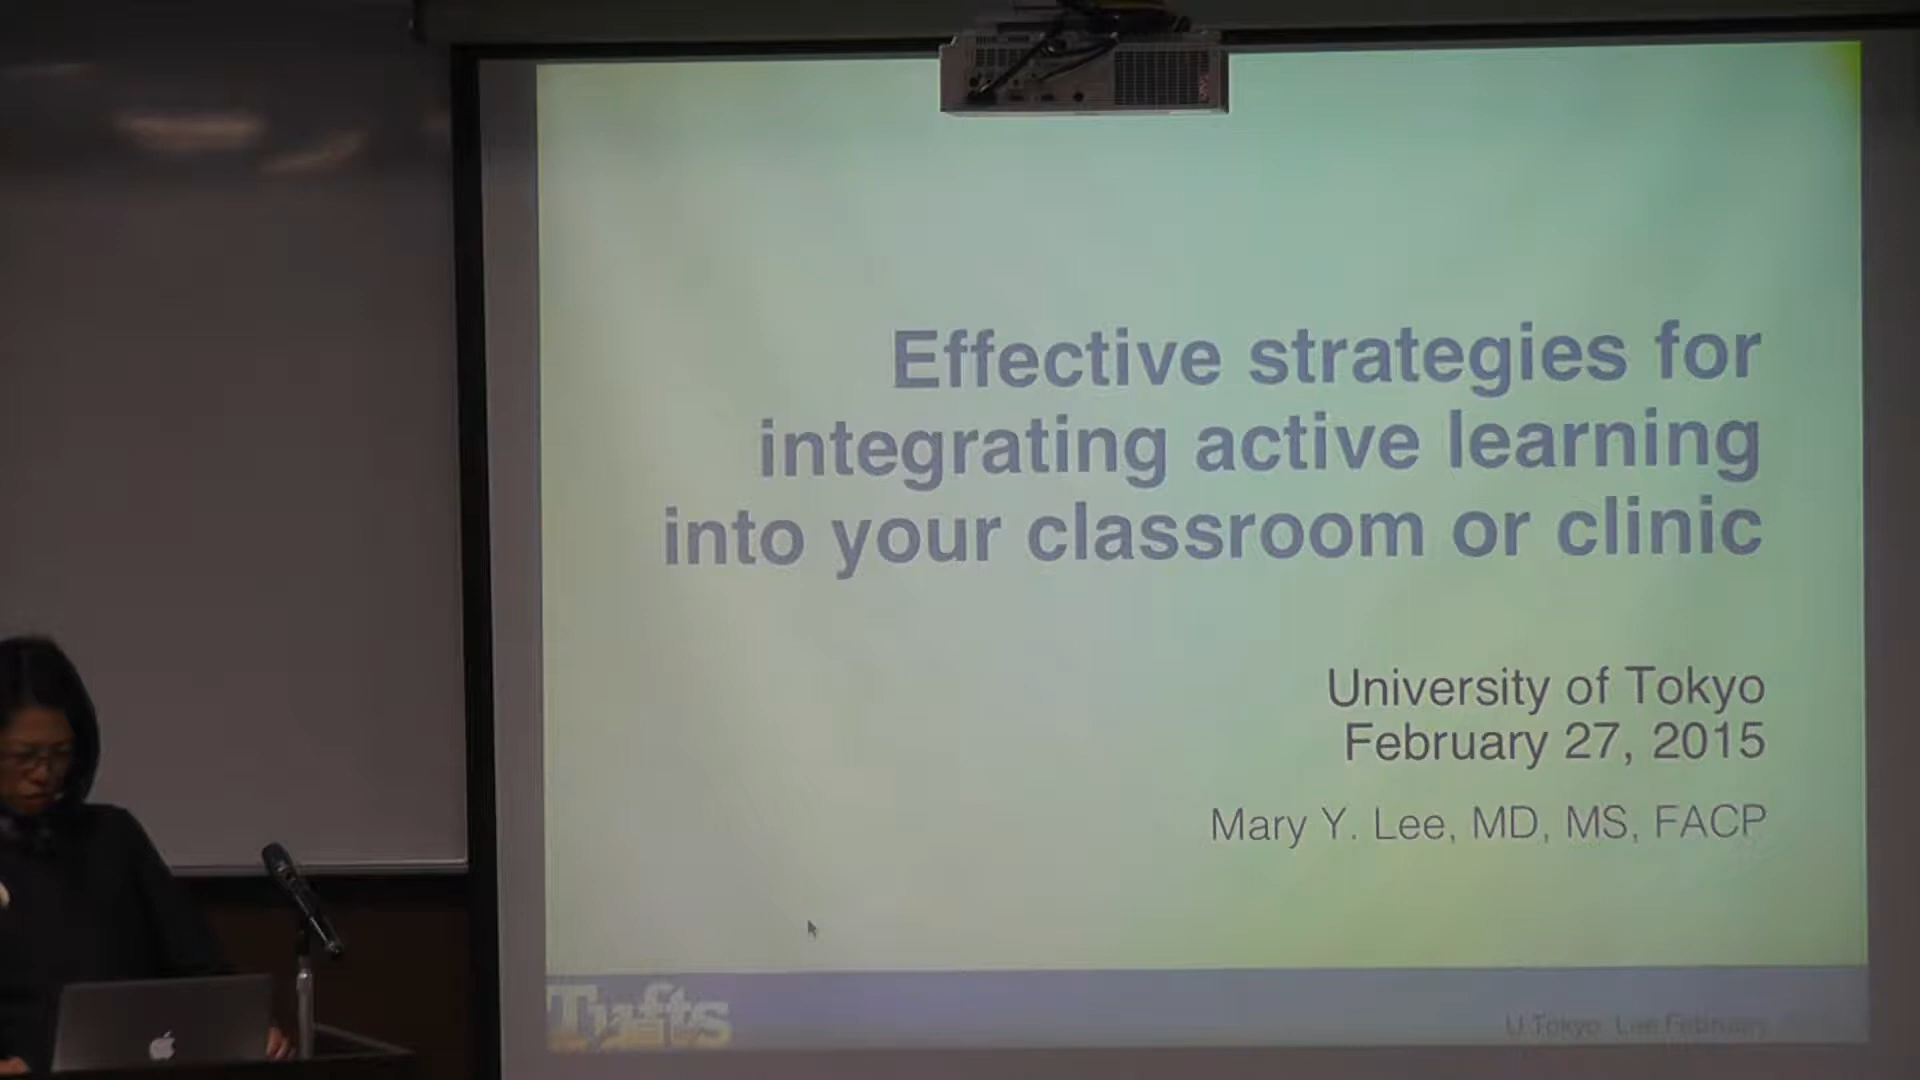 Effective strategies for
integrating active learning
into your classroom or clinic
University of Tokyo
February 27, 2015
Mary Y. Lee, MD, MS, FACP
Tufts
U Tokyo Lee February